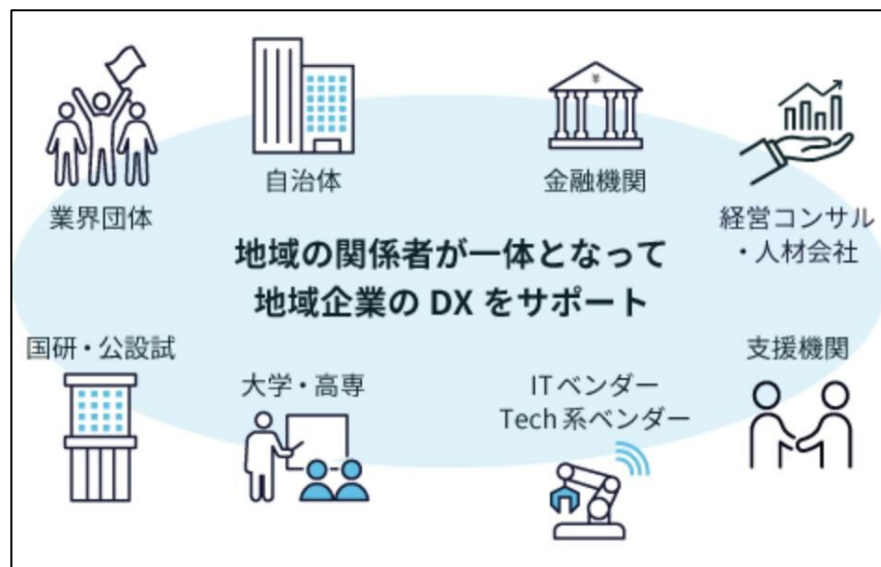 業界団体
自治体
金融機関
¥
経営コンサル
・人材会社
地域の関係者が一体となって
地域企業の DX をサポート
国研・公設試
大学・高専
ITベンダー
Tech 系ベンダー
支援機関